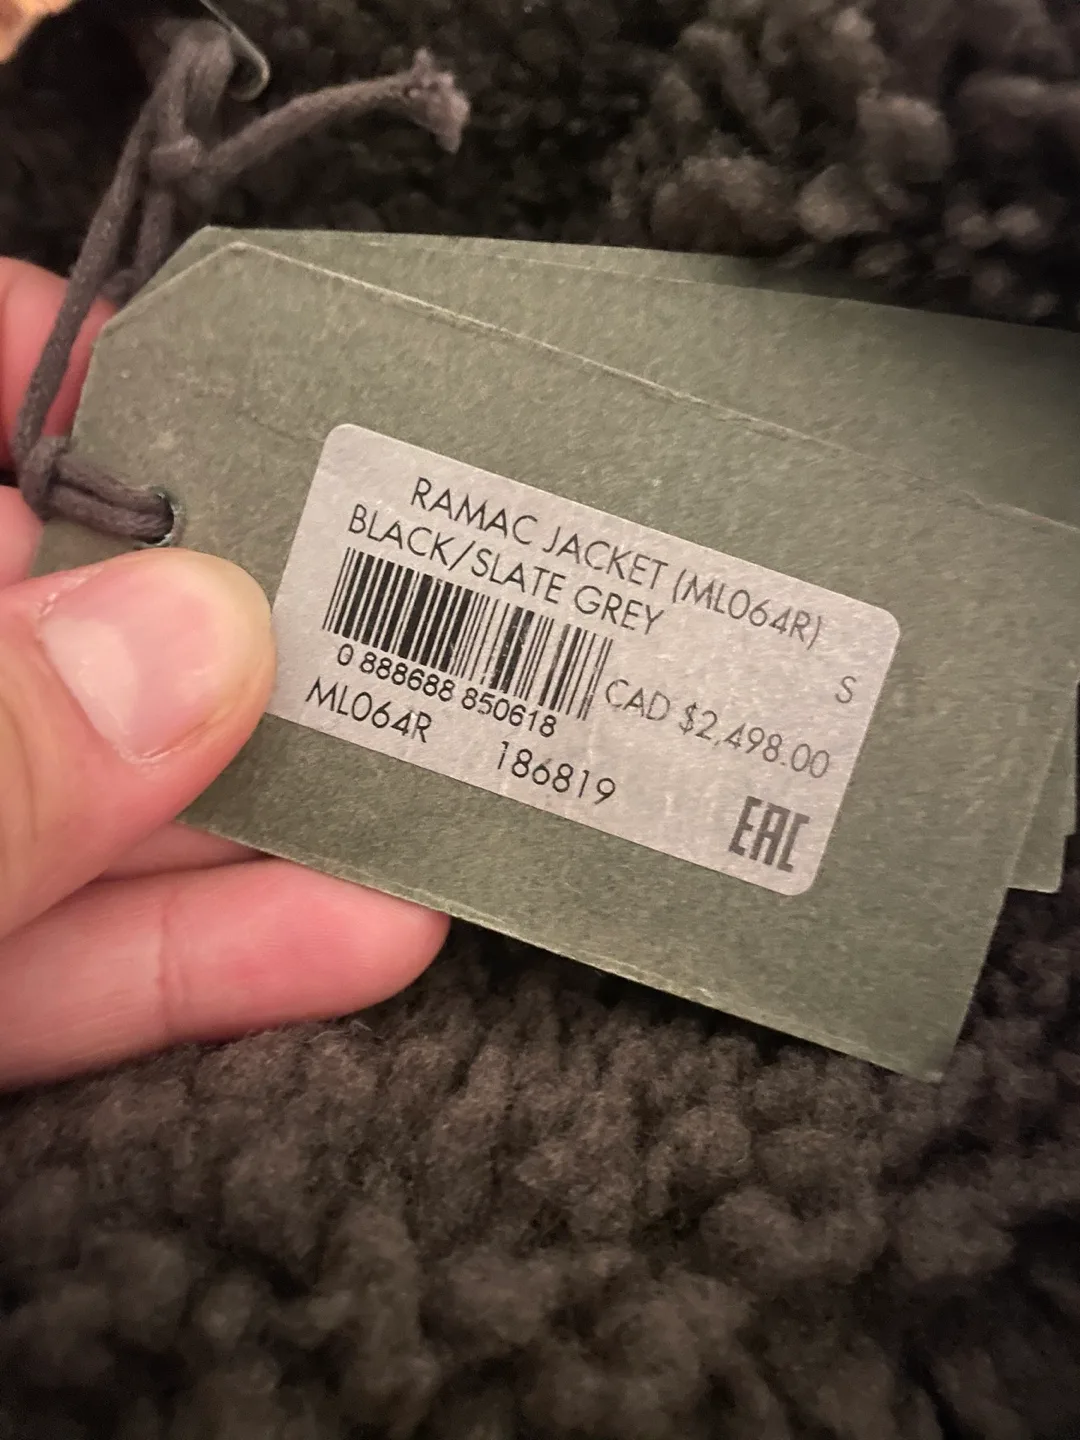 RAMAC JACKET (ML064R)
BLACK/SLATE GREY
S
0 888688 850618
CAD $2,498.00
ML064R 186819
EAC